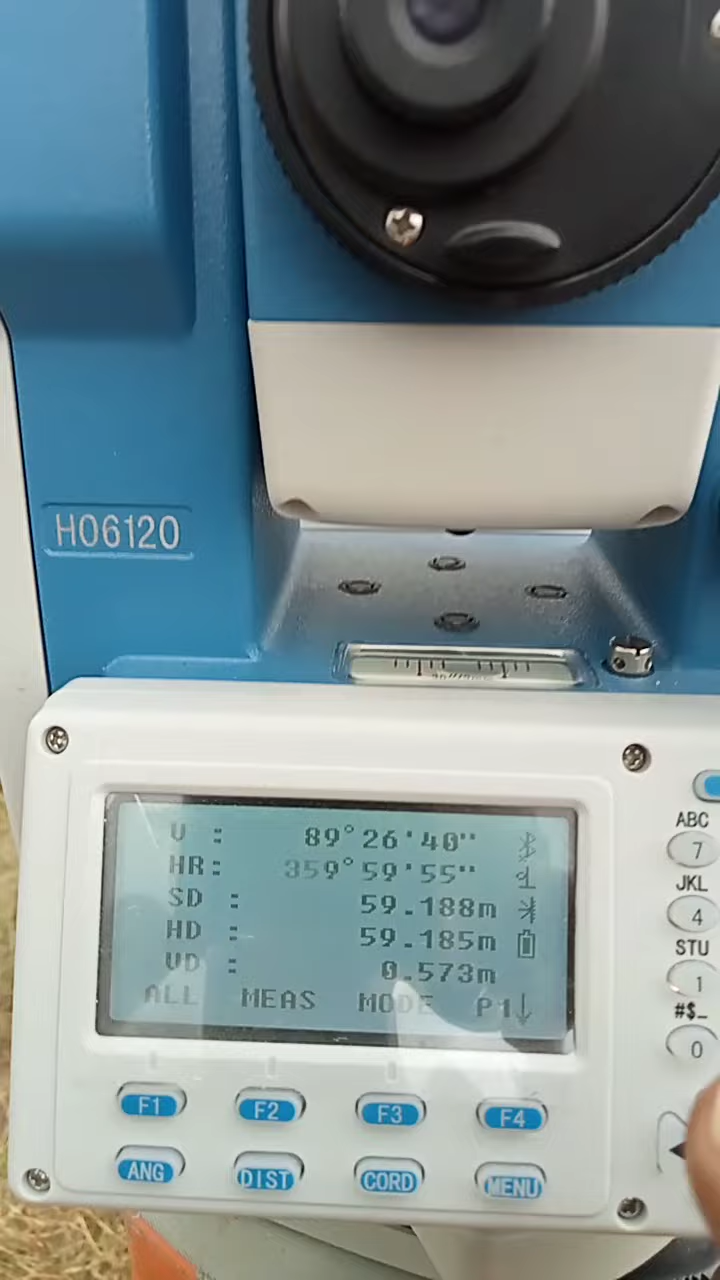 H06120
V : 89°26'40"
HR: 359°59'55"
SD : 59.188m
HD : 59.185m
VD : 0.573m
ALL MEAS MODE P1↓
F1 F2 F3 F4
ANG DIST CORD MENU
ABC
7
JKL
4
STU
1
#$_
0